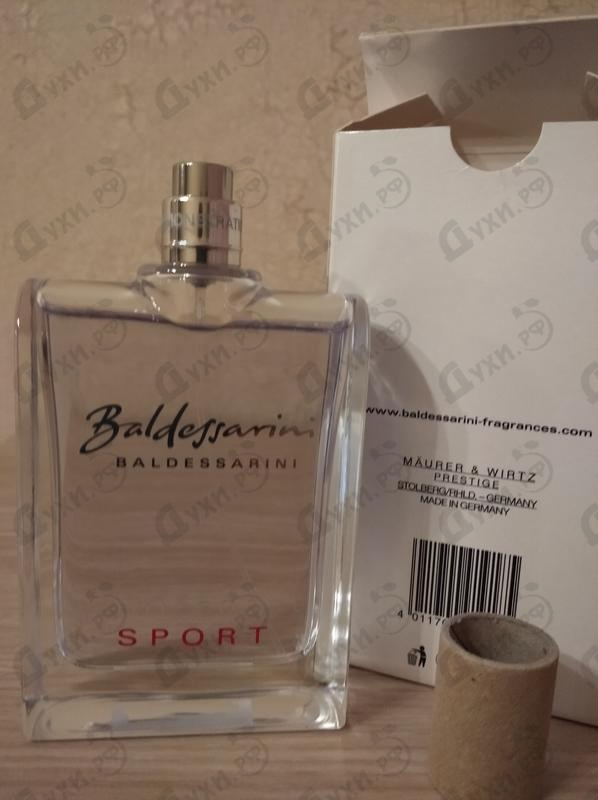 Baldessarini
BALDESSARINI
SPORT
www.baldessarini-fragrances.com
MÄURER & WIRTZ
PRESTIGE
STOLBERG/RHLD. – GERMANY
MADE IN GERMANY
Духи.рф